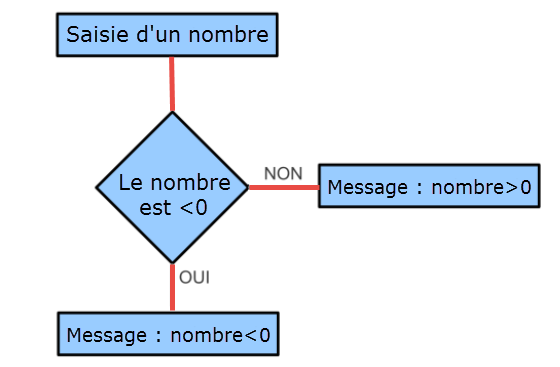 Saisie d'un nombre
Le nombre
est <0
NON
Message : nombre>0
OUI
Message : nombre<0